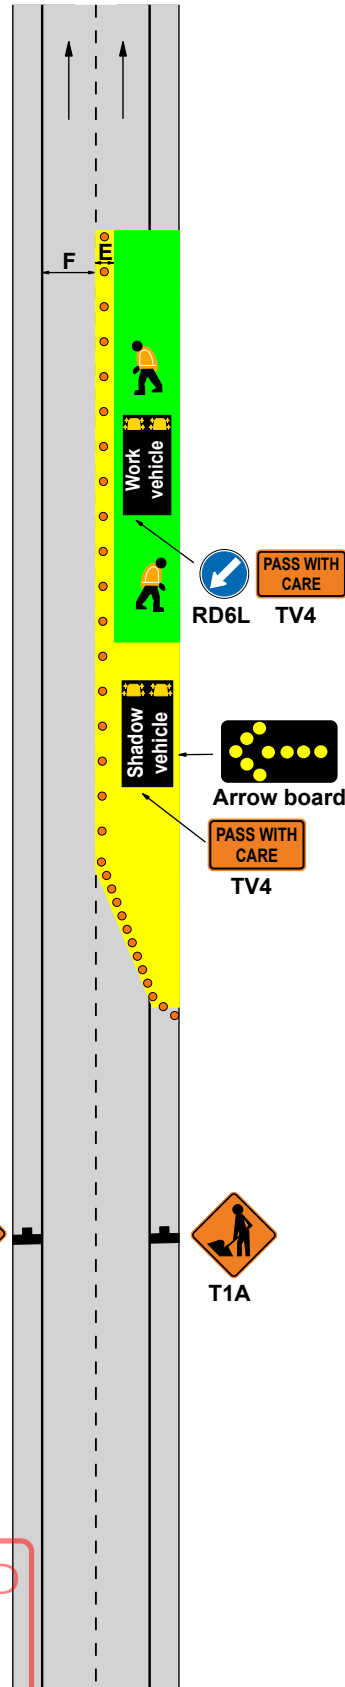 E
F
Work
vehicle
PASS WITH
CARE
RD6L
TV4
Shadow
vehicle
Arrow board
PASS WITH
CARE
TV4
T1A